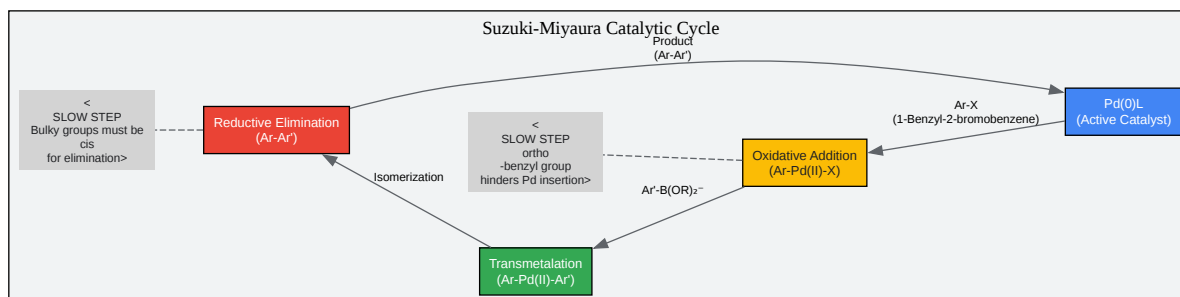 Suzuki-Miyaura Catalytic Cycle
Product
(Ar-Ar')
<
SLOW STEP
Bulky groups must be
cis
for elimination>
Reductive Elimination
(Ar-Ar')
<
SLOW STEP
ortho
-benzyl group
hinders Pd insertion>
Ar-X
(1-Benzyl-2-bromobenzene)
Pd(0)L
(Active Catalyst)
Oxidative Addition
(Ar-Pd(II)-X)
Isomerization
Ar'-B(OR)₂⁻
Transmetalation
(Ar-Pd(II)-Ar')